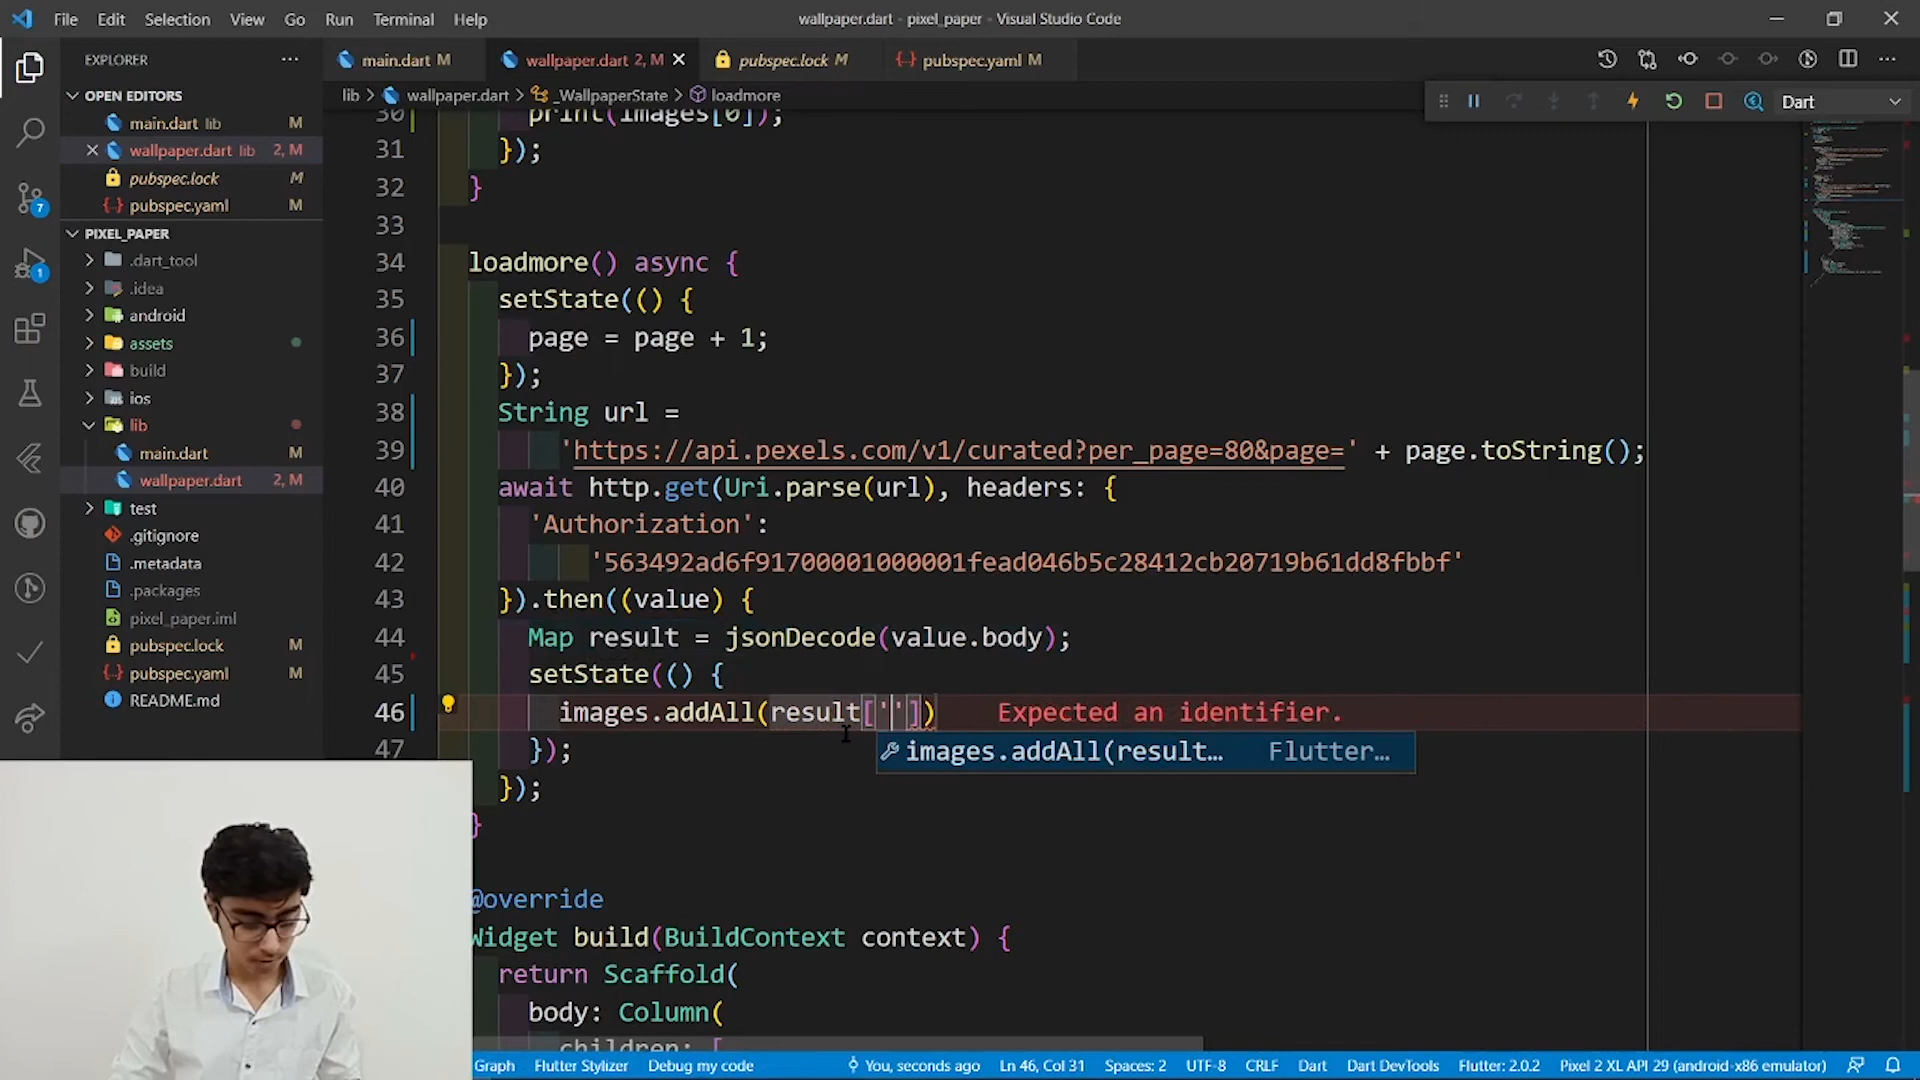 File Edit Selection View Go Run Terminal Help
wallpaper.dart - pixel_paper - Visual Studio Code
EXPLORER
OPEN EDITORS
main.dart lib M
wallpaper.dart lib 2, M
pubspec.lock M
pubspec.yaml M
PIXEL_PAPER
.dart_tool
.idea
android
assets
build
ios
lib
main.dart M
wallpaper.dart 2, M
test
.gitignore
.metadata
.packages
pixel_paper.iml
pubspec.lock M
pubspec.yaml M
README.md
7
1
main.dart M
wallpaper.dart 2, M
pubspec.lock M
pubspec.yaml M
lib > wallpaper.dart > _WallpaperState > loadmore
Dart
30 print(images[0]);
31 });
32 }
33
34 loadmore() async {
35 setState(() {
36 page = page + 1;
37 });
38 String url =
39 'https://api.pexels.com/v1/curated?per_page=80&page=' + page.toString();
40 await http.get(Uri.parse(url), headers: {
41 'Authorization':
42 '563492ad6f91700001000001fead046b5c28412cb20719b61dd8fbbf'
43 }).then((value) {
44 Map result = jsonDecode(value.body);
45 setState(() {
46 images.addAll(result['']) Expected an identifier.
images.addAll(result… Flutter…
47 });
});
}
@override
Widget build(BuildContext context) {
return Scaffold(
body: Column(
children: [
Graph Flutter Stylizer Debug my code You, seconds ago Ln 46, Col 31 Spaces: 2 UTF-8 CRLF Dart Dart DevTools Flutter: 2.0.2 Pixel 2 XL API 29 (android-x86 emulator)